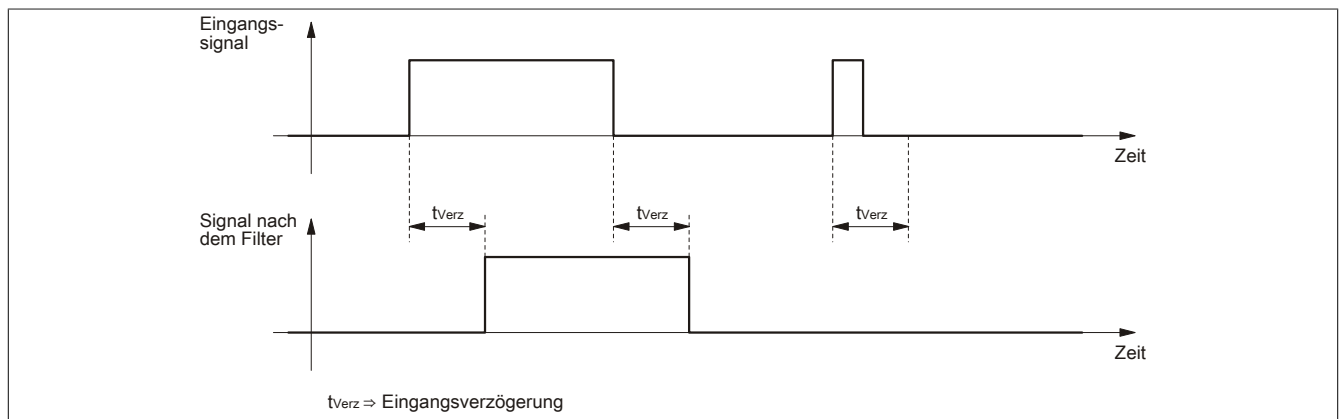 Eingangs-
signal
Zeit
tVerz
tVerz
tVerz
Signal nach
dem Filter
Zeit
tVerz ⇒ Eingangsverzögerung